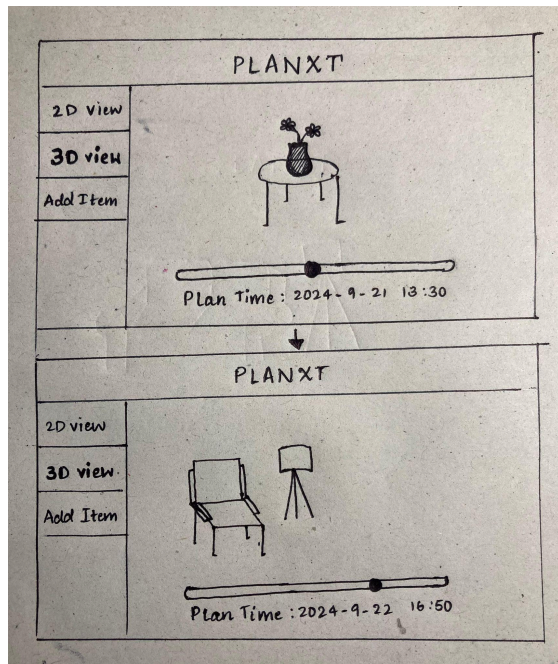 PLANXT
2D view
3D view
Add Item
Plan Time : 2024-9-21 13:30
PLANXT
2D view
3D view.
Add Item
Plan Time : 2024-9-22 16:50